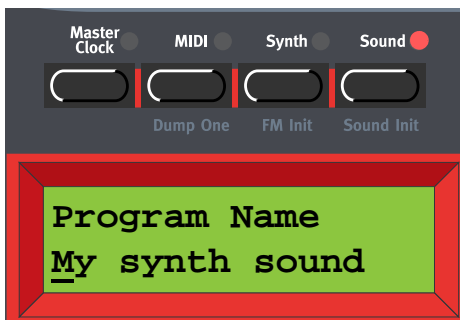 Master Clock MIDI Synth Sound
Dump One FM Init Sound Init
Program Name
My synth sound